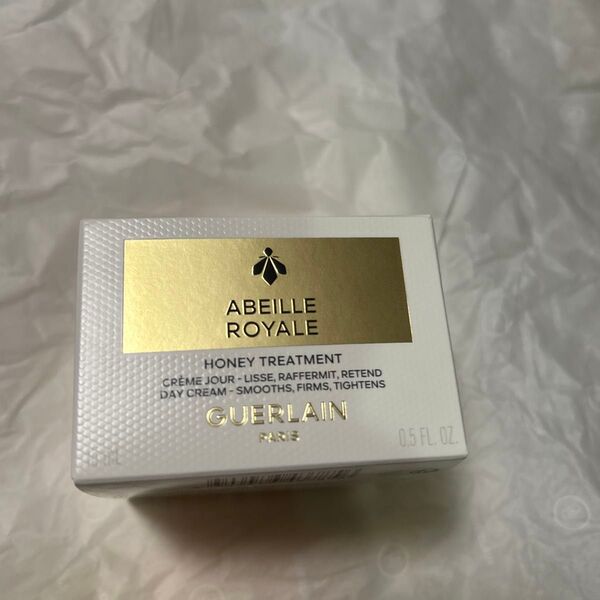 ABEILLE
ROYALE
HONEY TREATMENT
CRÈME JOUR - LISSE, RAFFERMIT, RETEND
DAY CREAM - SMOOTHS, FIRMS, TIGHTENS
GUERLAIN
PARIS
0.5 FL. OZ.